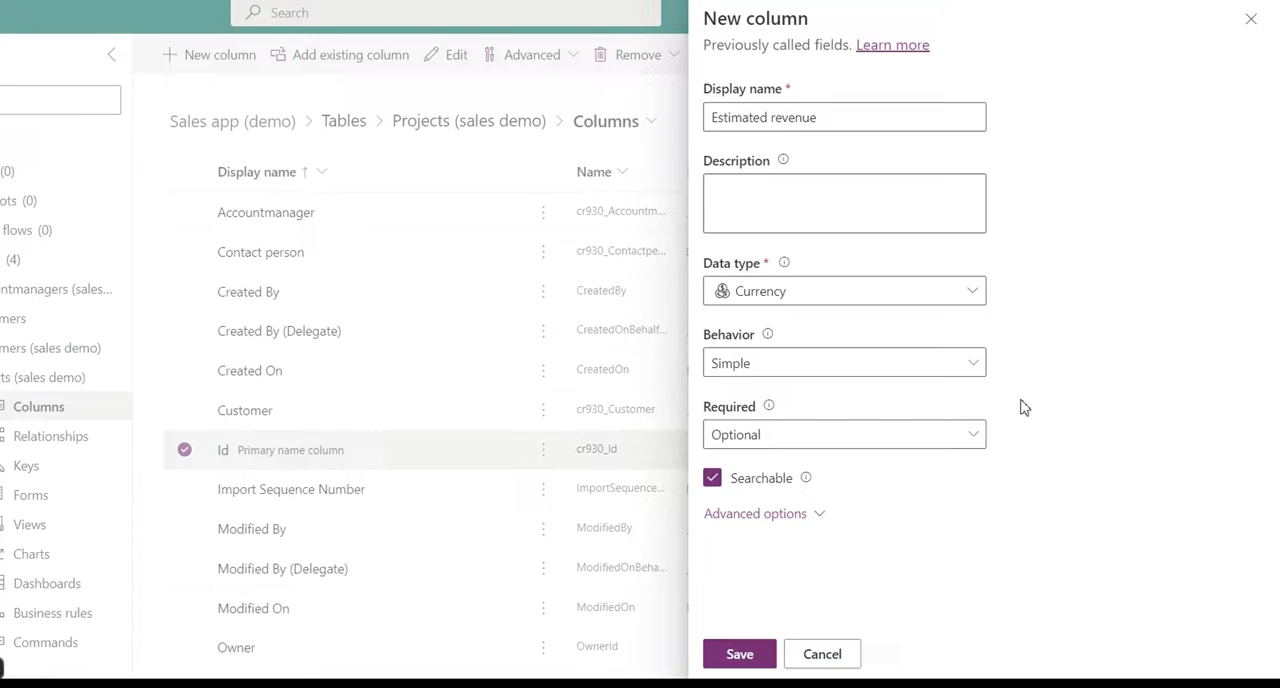 Search
New column
Previously called fields. Learn more
New column Add existing column Edit Advanced Remove
Display name *
Estimated revenue
Sales app (demo) > Tables > Projects (sales demo) > Columns
Description
Display name ↑ Name
(0)
ots (0)
flows (0)
(4)
ntmanagers (sales...
mers
mers (sales demo)
ts (sales demo)
Columns
Relationships
Keys
Forms
Views
Charts
Dashboards
Business rules
Commands
Accountmanager cr930_Accountm...
Contact person cr930_Contactpe...
Created By CreatedBy
Created By (Delegate) CreatedOnBehalf...
Created On CreatedOn
Customer cr930_Customer
Id Primary name column cr930_Id
Import Sequence Number ImportSequence...
Modified By ModifiedBy
Modified By (Delegate) ModifiedOnBeha...
Modified On ModifiedOn
Owner OwnerId
Data type *
Currency
Behavior
Simple
Required
Optional
Searchable
Advanced options
Save Cancel